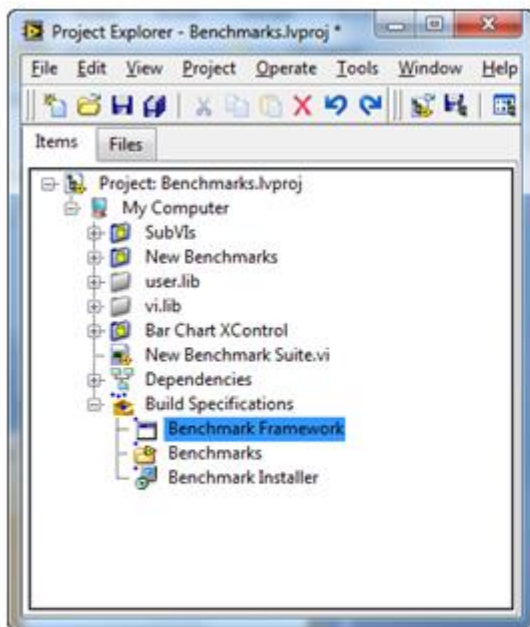 Project Explorer - Benchmarks.lvproj *
File Edit View Project Operate Tools Window Help
Items Files
Project: Benchmarks.lvproj
My Computer
SubVIs
New Benchmarks
user.lib
vi.lib
Bar Chart XControl
New Benchmark Suite.vi
Dependencies
Build Specifications
Benchmark Framework
Benchmarks
Benchmark Installer